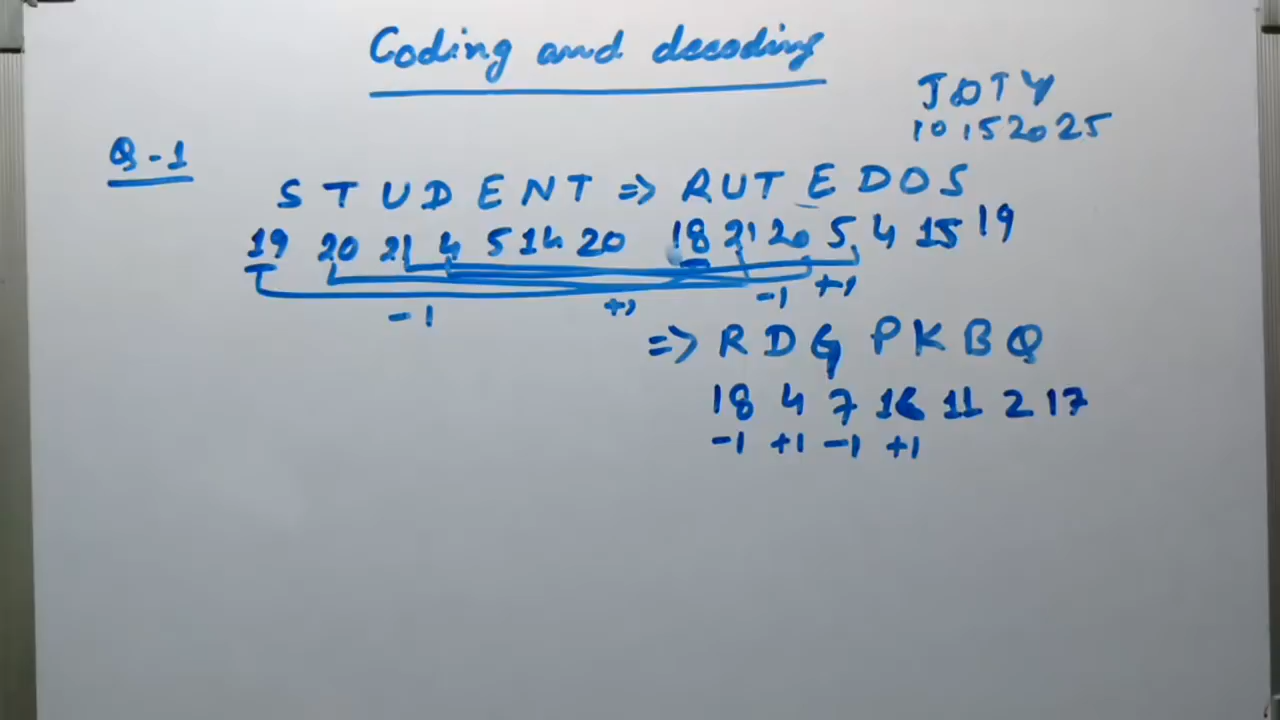 Coding and decoding
JOTY
10 15 20 25
Q-1
STUDENT => RUTEDOS
19 20 21 4 5 14 20 18 21 20 5 4 15 19
-1 +1 -1 +1
=> RDG PKBQ
18 4 7 16 11 2 17
-1 +1 -1 +1